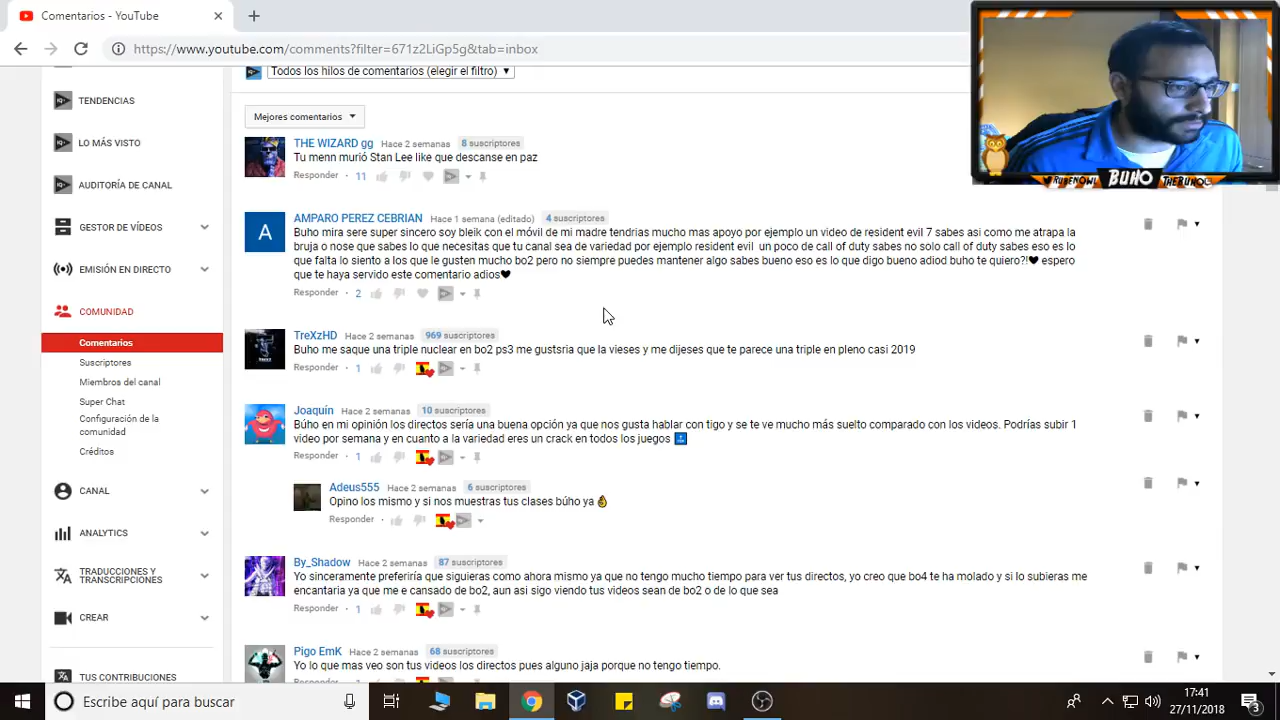 Comentarios - YouTube
https://www.youtube.com/comments?filter=671z2LiGp5g&tab=inbox
Todos los hilos de comentarios (elegir el filtro)
TENDENCIAS
LO MÁS VISTO
AUDITORÍA DE CANAL
GESTOR DE VÍDEOS
EMISIÓN EN DIRECTO
COMUNIDAD
Comentarios
Suscriptores
Miembros del canal
Super Chat
Configuración de la
comunidad
Créditos
CANAL
ANALYTICS
TRADUCCIONES Y
TRANSCRIPCIONES
CREAR
TUS CONTRIBUCIONES
Mejores comentarios
THE WIZARD gg Hace 2 semanas 8 suscriptores
Tu menn murió Stan Lee like que descanse en paz
Responder · 11
A
AMPARO PEREZ CEBRIAN Hace 1 semana (editado) 4 suscriptores
Buho mira sere super sincero soy bleik con el móvil de mi madre tendrias mucho mas apoyo por ejemplo un video de resident evil 7 sabes asi como me atrapa la
bruja o nose que sabes lo que necesitas que tu canal sea de variedad por ejemplo resident evil un poco de call of duty sabes no solo call of duty sabes eso es lo
que falta lo siento a los que le gusten mucho bo2 pero no siempre puedes mantener algo sabes bueno eso es lo que digo bueno adiod buho te quiero?!♥ espero
que te haya servido este comentario adios♥
Responder · 2
TreXzHD Hace 2 semanas 969 suscriptores
Buho me saque una triple nuclear en bo2 ps3 me gustsria que la vieses y me dijeses que te parece una triple en pleno casi 2019
Responder · 1
Joaquín Hace 2 semanas 10 suscriptores
Búho en mi opinión los directos sería una buena opción ya que nos gusta hablar con tigo y se te ve mucho más suelto comparado con los videos. Podrías subir 1
video por semana y en cuanto a la variedad eres un crack en todos los juegos
Responder · 1
Adeus555 Hace 2 semanas 6 suscriptores
Opino los mismo y si nos muestras tus clases búho ya 👌
Responder ·
By_Shadow Hace 2 semanas 87 suscriptores
Yo sinceramente preferiría que siguieras como ahora mismo ya que no tengo mucho tiempo para ver tus directos, yo creo que bo4 te ha molado y si lo subieras me
encantaria ya que me e cansado de bo2, aun asi sigo viendo tus videos sean de bo2 o de lo que sea
Responder · 1
Pigo EmK Hace 2 semanas 68 suscriptores
Yo lo que mas veo son tus videos los directos pues alguno jaja porque no tengo tiempo.
RUBENOWL BUHO
Escribe aquí para buscar
17:41
27/11/2018
3